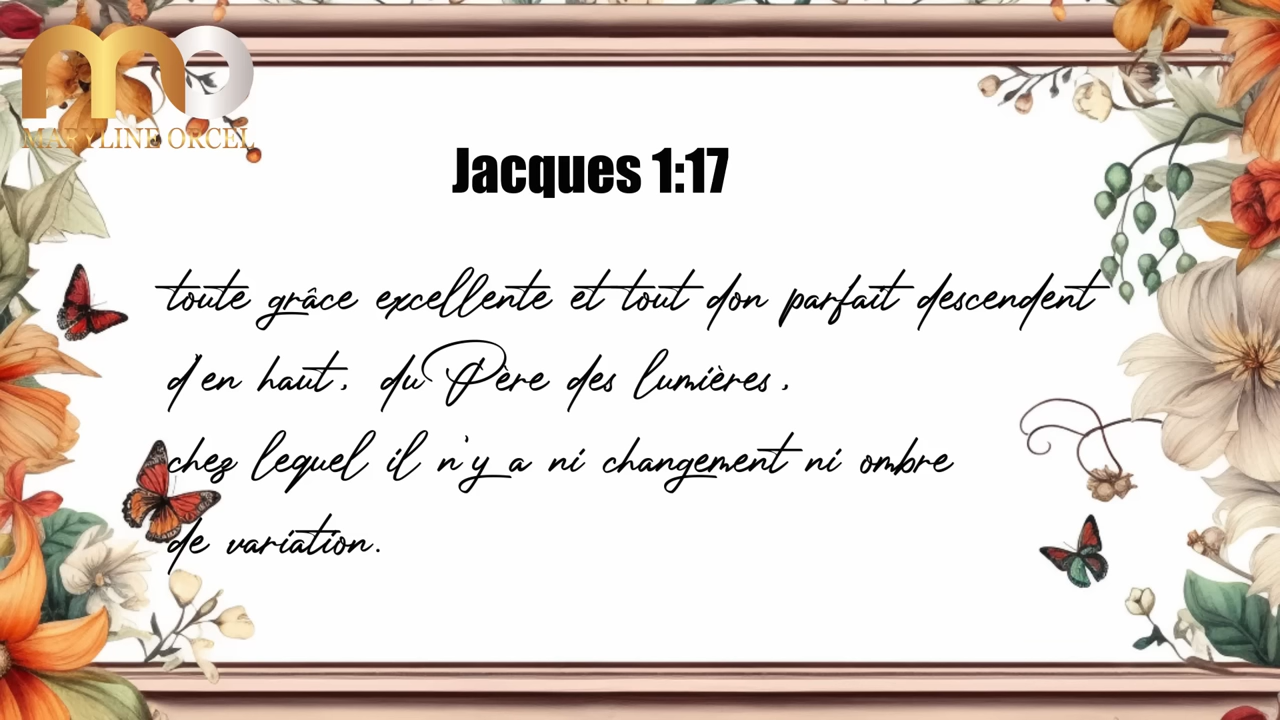 MARYLINE ORCEL
Jacques 1:17
toute grâce excellente et tout don parfait descendent
d'en haut, du Père des lumières,
chez lequel il n'y a ni changement ni ombre
de variation.